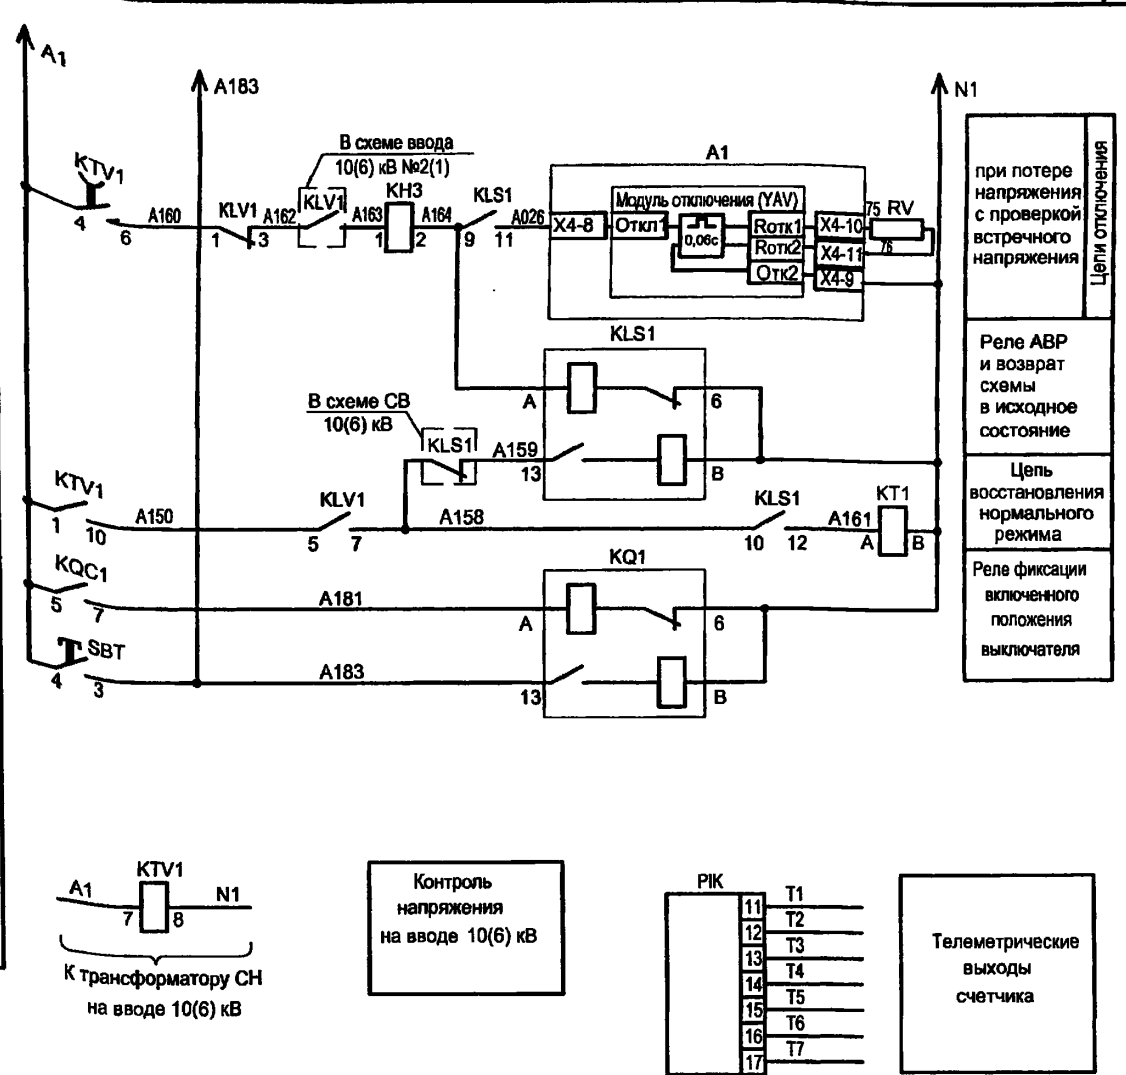 A1
A183
N1
В схеме ввода
10(6) кВ №2(1)
KTV1
4
6
A160
KLV1
1
3
A162
KLV1
A163
KH3
1
2
A164
KLS1
9
11
A026
A1
Модуль отключения (YAV)
X4-8
Откл1
0,06с
Rотк1
Rотк2
Отк2
X4-10
X4-11
X4-9
75
RV
76
при потере
напряжения
с проверкой
встречного
напряжения
Цепи отключения
KLS1
A
6
13
B
Реле АВР
и возврат
схемы
в исходное
состояние
В схеме СВ
10(6) кВ
KLS1
A159
KTV1
1
10
A150
KLV1
5
7
A158
KLS1
10
12
A161
KT1
A
B
Цепь
восстановления
нормального
режима
KQC1
5
7
A181
KQ1
A
6
SBT
4
3
A183
13
B
Реле фиксации
включенного
положения
выключателя
KTV1
A1
7
8
N1
К трансформатору СН
на вводе 10(6) кВ
Контроль
напряжения
на вводе 10(6) кВ
PIK
11
T1
12
T2
13
T3
14
T4
15
T5
16
T6
17
T7
Телеметрические
выходы
счетчика